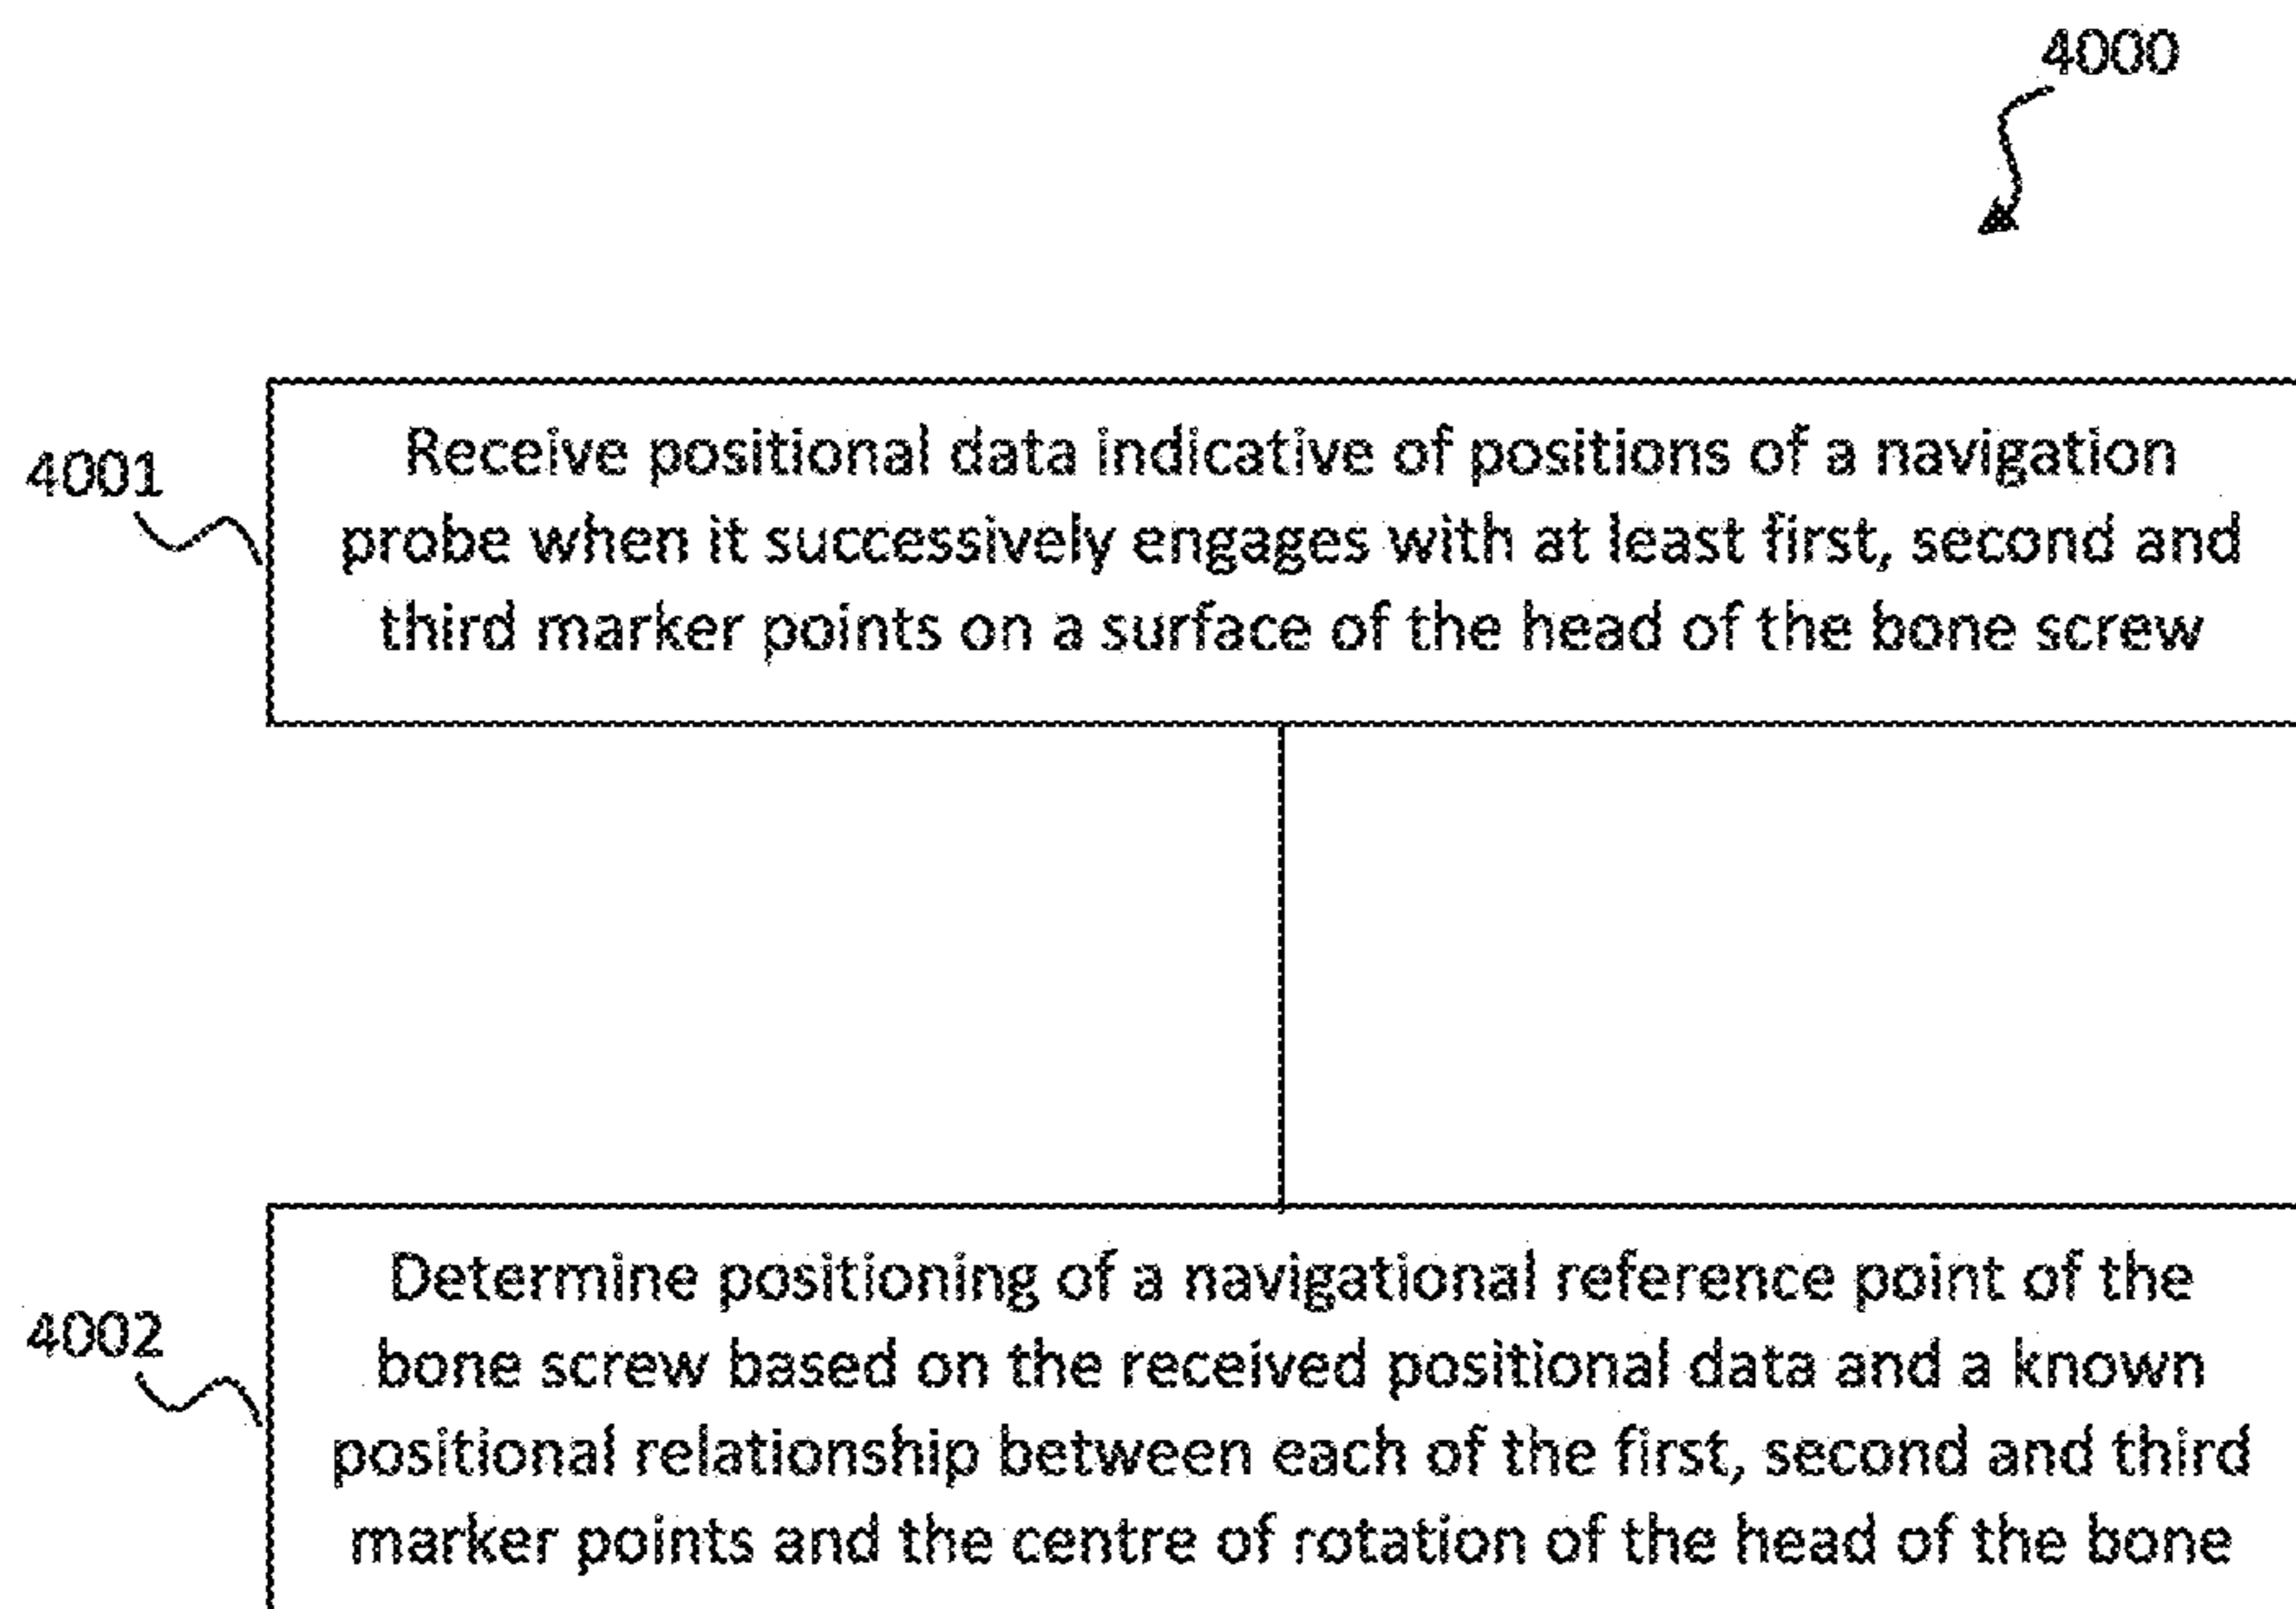 4000
4001
Receive positional data indicative of positions of a navigation
probe when it successively engages with at least first, second and
third marker points on a surface of the head of the bone screw
4002
Determine positioning of a navigational reference point of the
bone screw based on the received positional data and a known
positional relationship between each of the first, second and third
marker points and the centre of rotation of the head of the bone